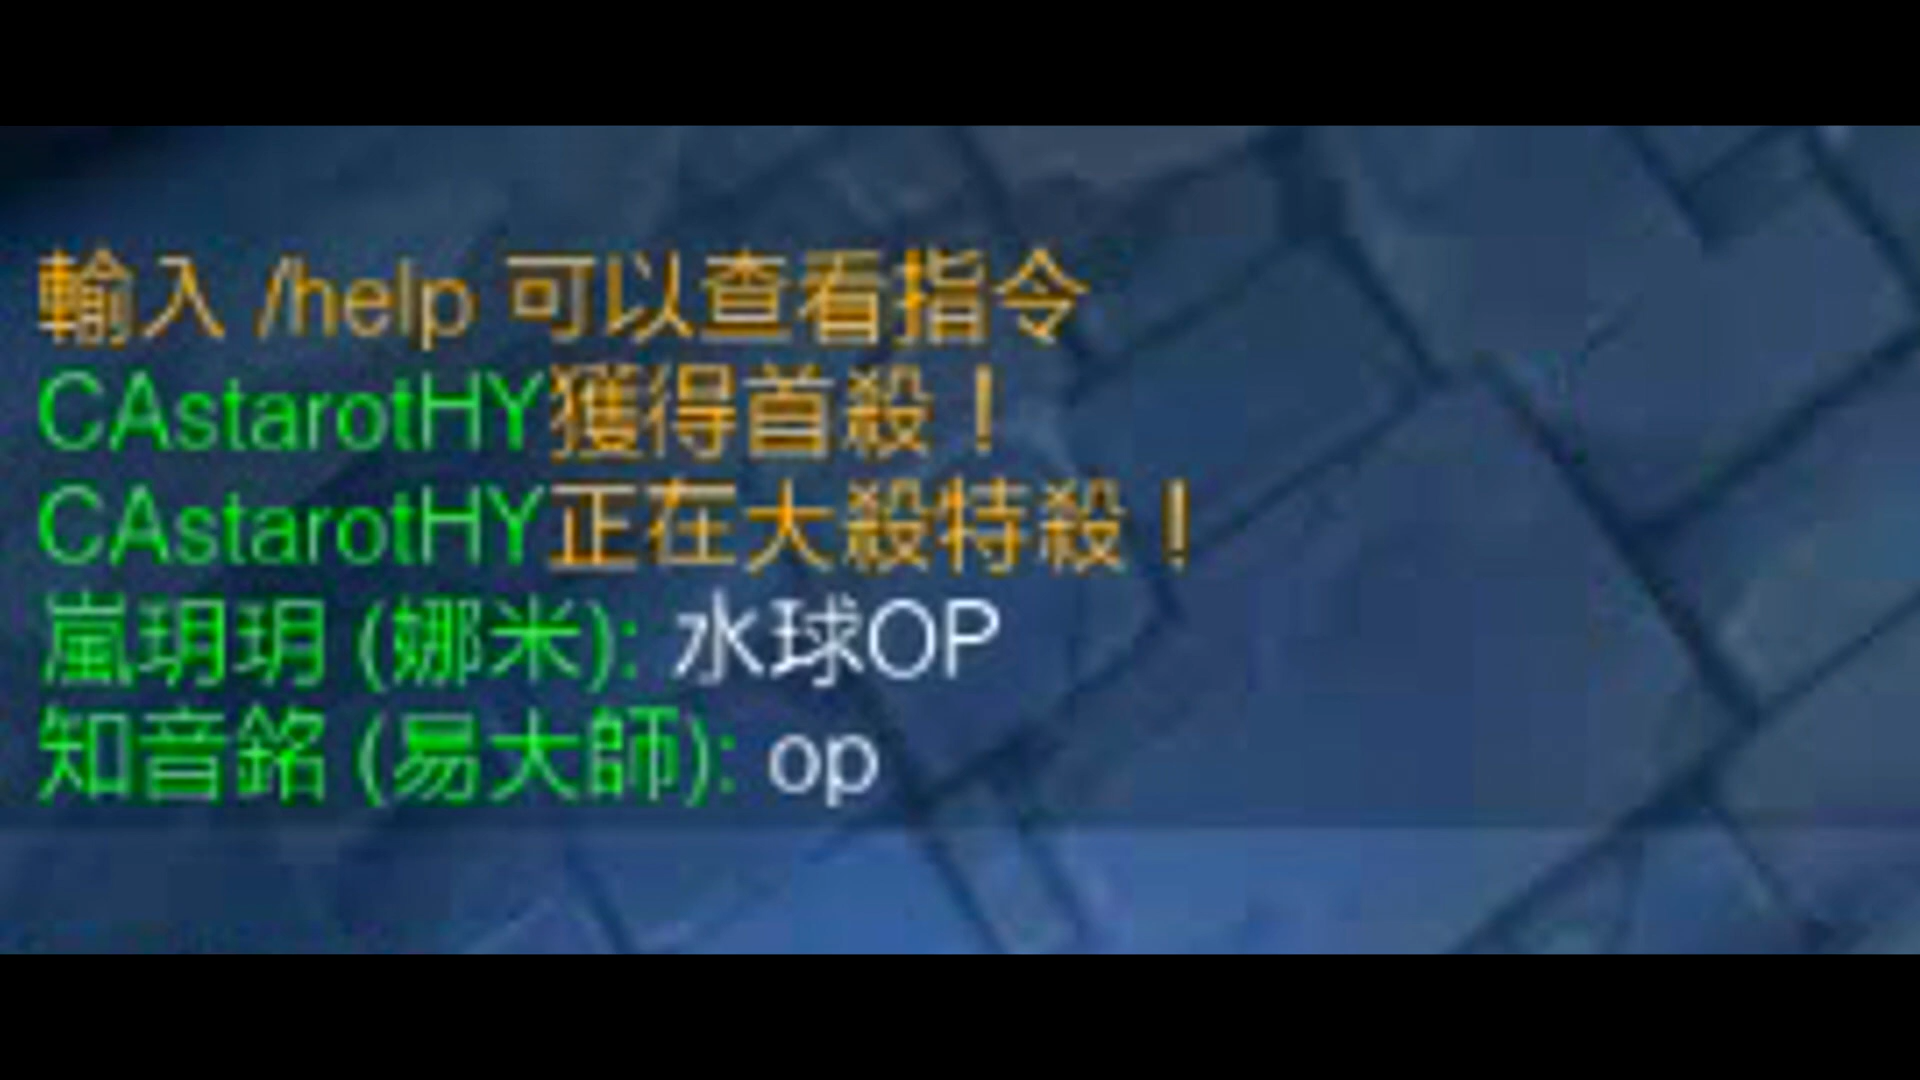 輸入 /help 可以查看指令
CAstarotHY獲得首殺！
CAstarotHY正在大殺特殺！
嵐玥玥 (娜米): 水球OP
知音銘 (易大師): op